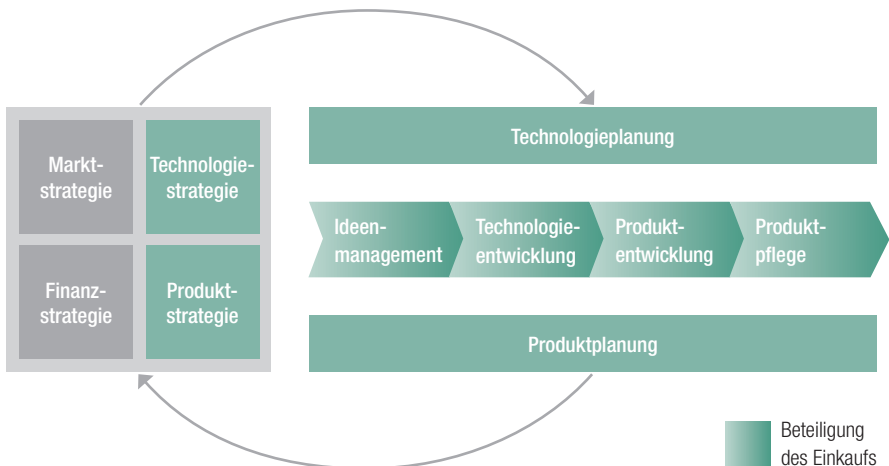 Markt-
strategie
Technologie-
strategie
Finanz-
strategie
Produkt-
strategie
Technologieplanung
Ideen-
management
Technologie-
entwicklung
Produkt-
entwicklung
Produkt-
pflege
Produktplanung
Beteiligung
des Einkaufs